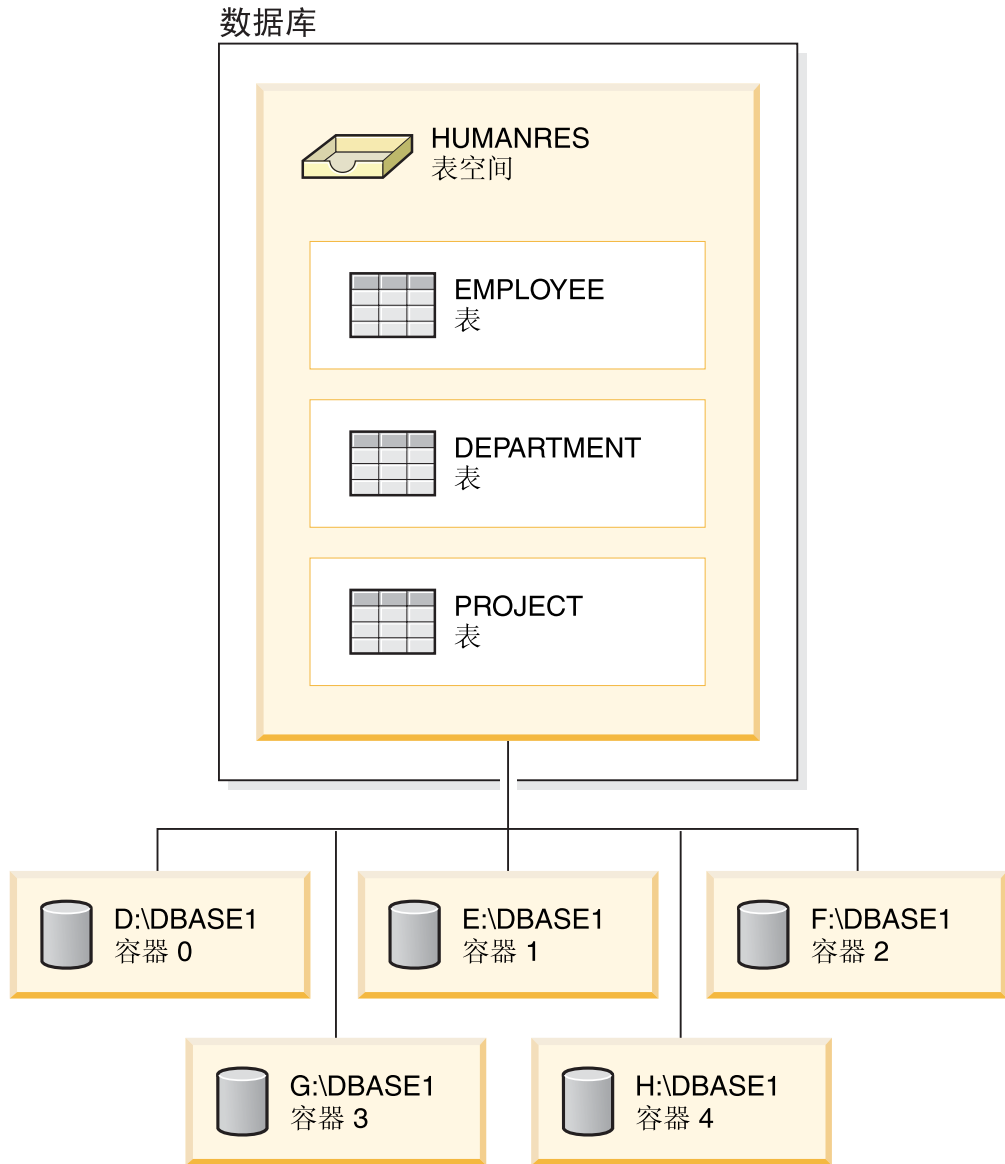 数据库
HUMANRES
表空间
EMPLOYEE
表
DEPARTMENT
表
PROJECT
表
D:\DBASE1
容器 0
E:\DBASE1
容器 1
F:\DBASE1
容器 2
G:\DBASE1
容器 3
H:\DBASE1
容器 4